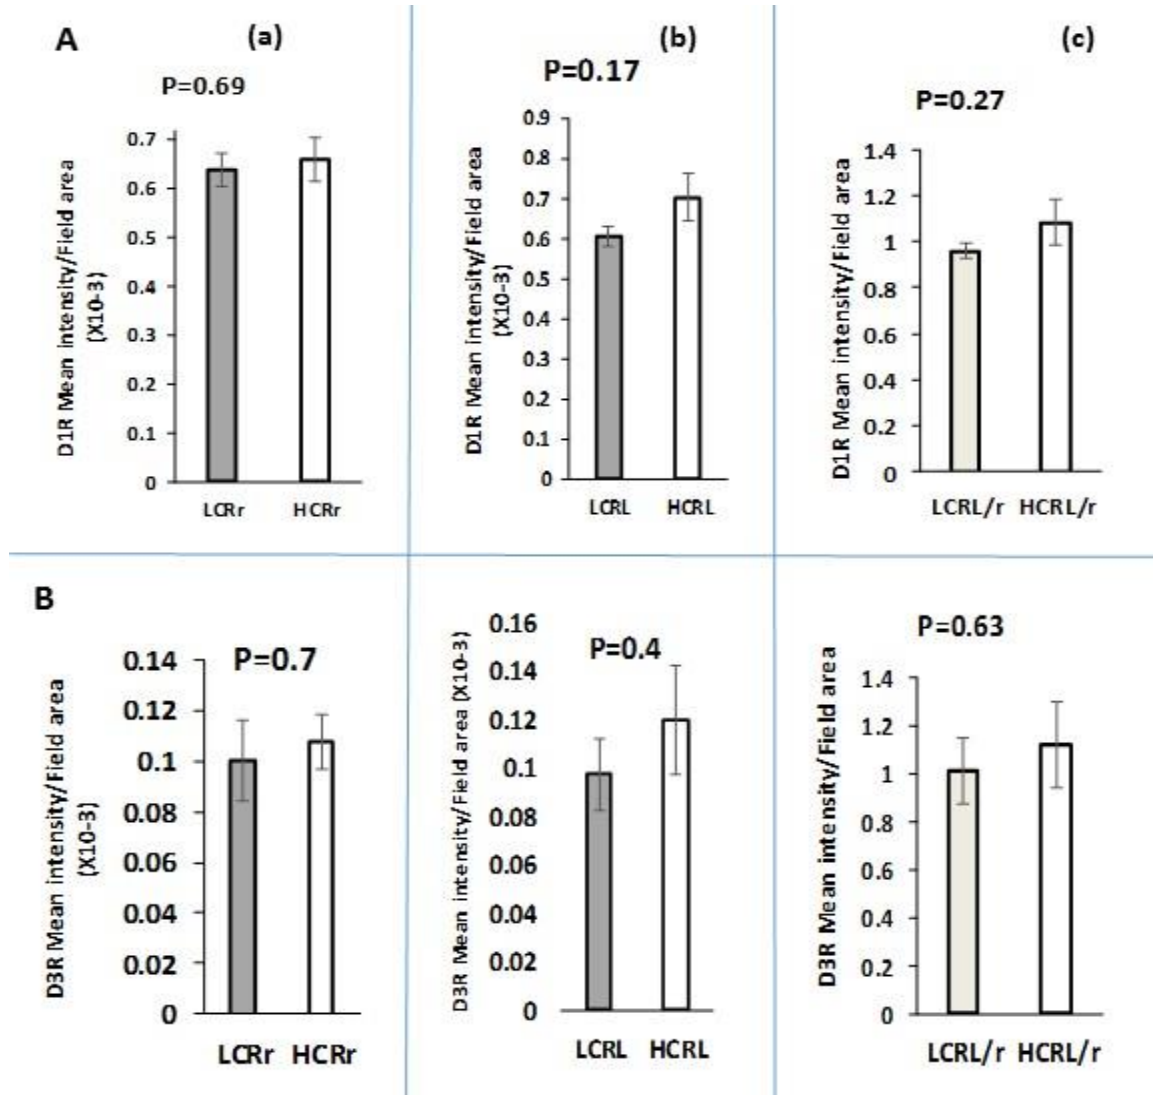 A
(a)
P=0.69
D1R Mean intensity/Field area
(X10-3)
0.7
0.6
0.5
0.4
0.3
0.2
0.1
0
LCRr HCRr
(b)
P=0.17
D1R Mean intensity/Field area
(X10-3)
0.9
0.8
0.7
0.6
0.5
0.4
0.3
0.2
0.1
0
LCRL HCRL
(c)
P=0.27
D1R Mean intensity/Field area
1.4
1.2
1
0.8
0.6
0.4
0.2
0
LCRL/r HCRL/r
B
P=0.7
D3R Mean intensity/Field area
(X10-3)
0.14
0.12
0.1
0.08
0.06
0.04
0.02
0
LCRr HCRr
P=0.4
D3R Mean intensity/Field area (X10-3)
0.16
0.14
0.12
0.1
0.08
0.06
0.04
0.02
0
LCRL HCRL
P=0.63
D3R Mean intensity/Field area
1.4
1.2
1
0.8
0.6
0.4
0.2
0
LCRL/r HCRL/r